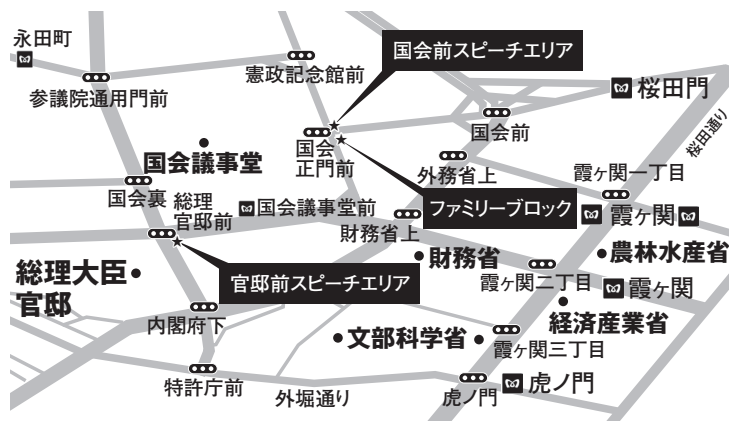 永田町
参議院通用門前
憲政記念館前
国会前スピーチエリア
桜田門
桜田通り
国会前
国会
正門前
国会議事堂
外務省上
霞ヶ関一丁目
国会裏
総理
官邸前
国会議事堂前
ファミリーブロック
霞ヶ関
財務省上
財務省
農林水産省
総理大臣
官邸
官邸前スピーチエリア
霞ヶ関二丁目
霞ヶ関
内閣府下
経済産業省
文部科学省
霞ヶ関三丁目
特許庁前
外堀通り
虎ノ門
虎ノ門